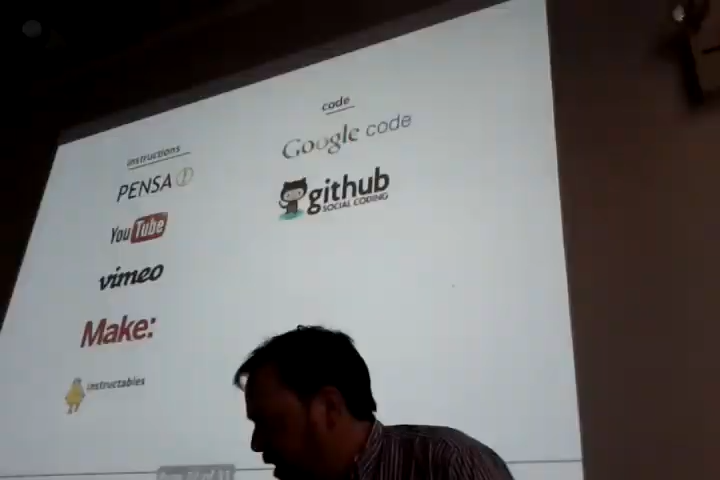 instructions
PENSA
YouTube
vimeo
Make:
instructables
code
Google code
github
SOCIAL CODING